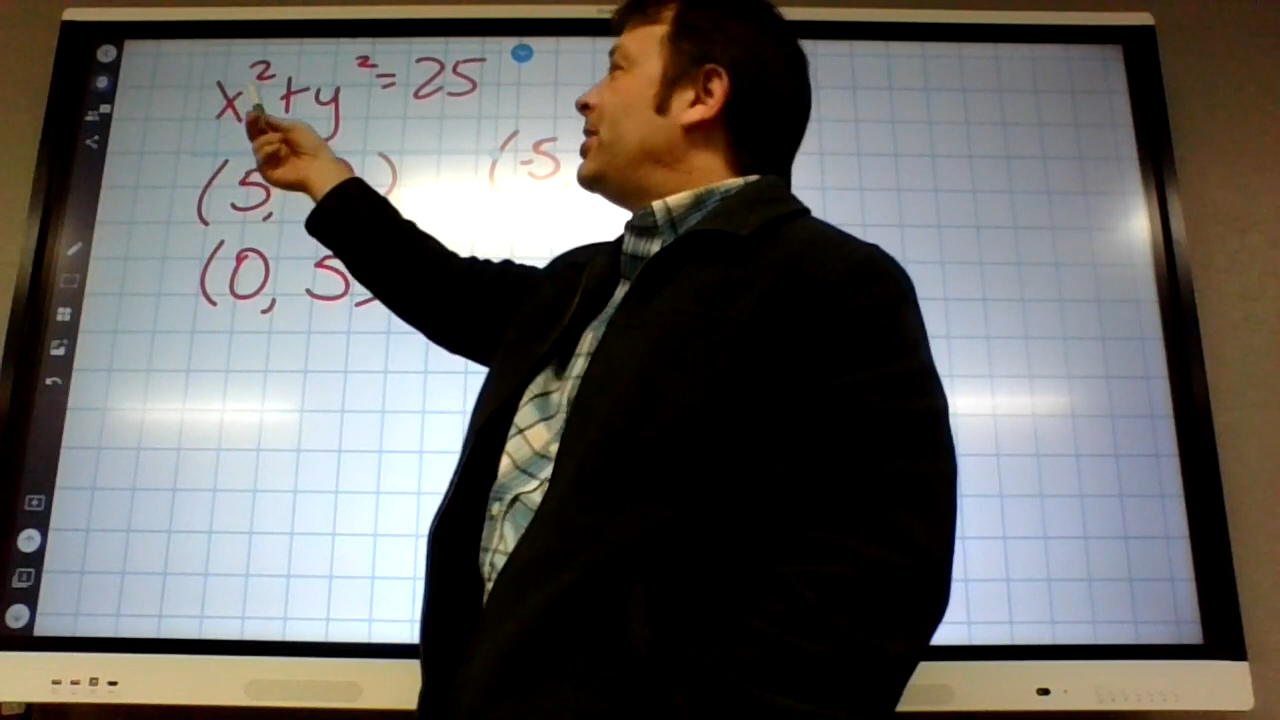 x² + y² = 25
(5, )
(-5
(0, 5)